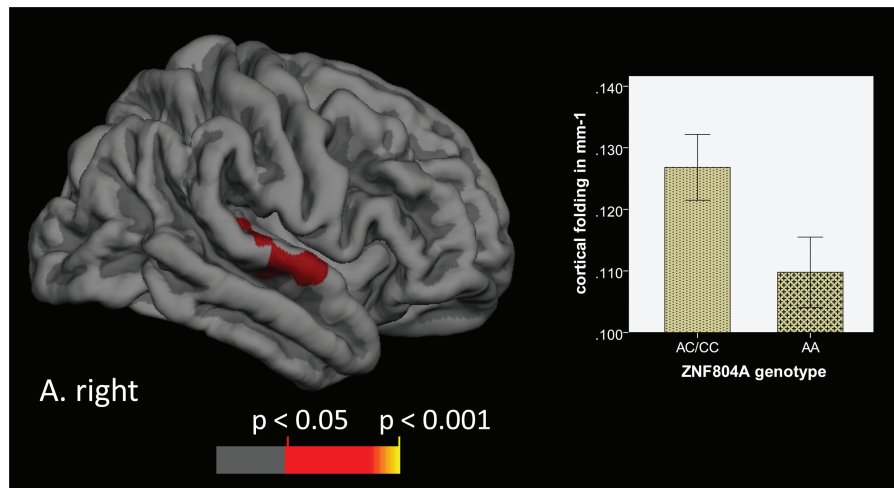 A. right
p < 0.05
p < 0.001
cortical folding in mm-1
.140
.130
.120
.110
.100
AC/CC
AA
ZNF804A genotype